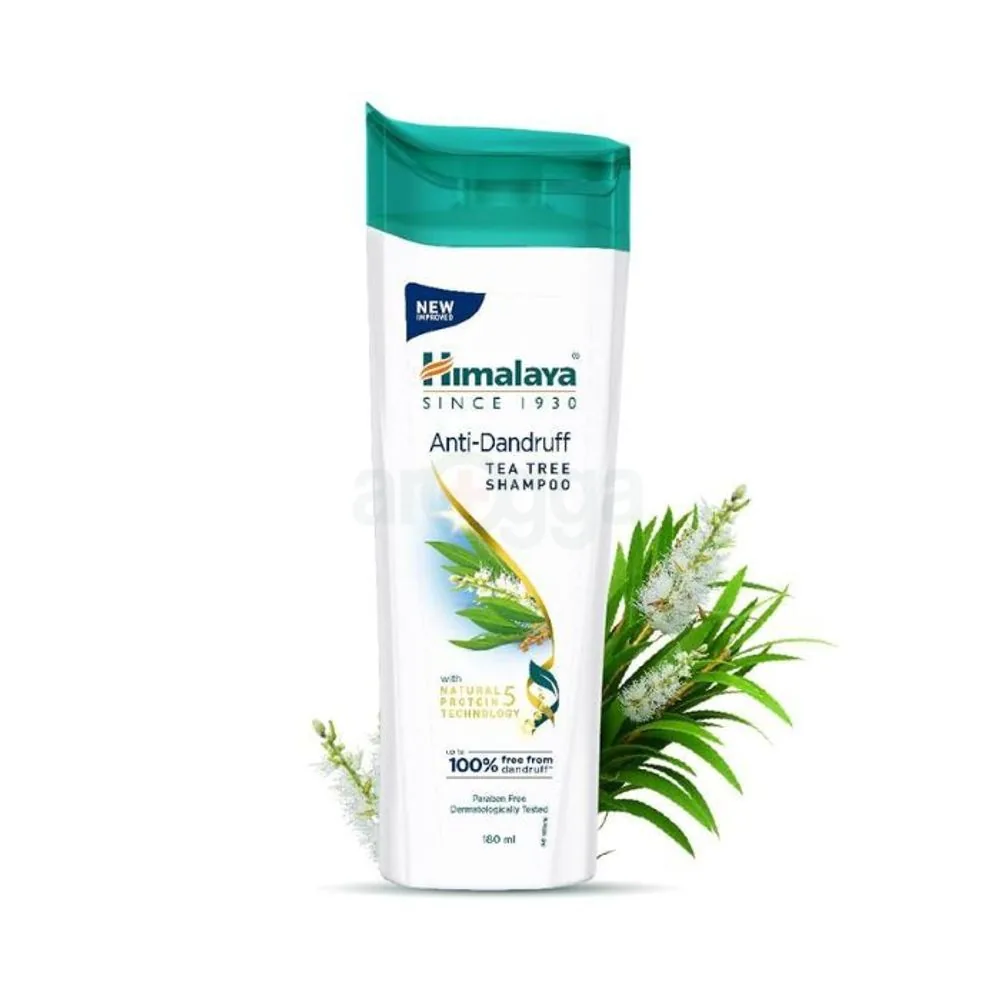 NEW
IMPROVED
Himalaya®
SINCE 1930
Anti-Dandruff
TEA TREE
SHAMPOO
arogga
with
NATURAL
PROTEIN 5
TECHNOLOGY
up to
100% free from
dandruff*
Paraben Free
Dermatologically Tested
180 ml